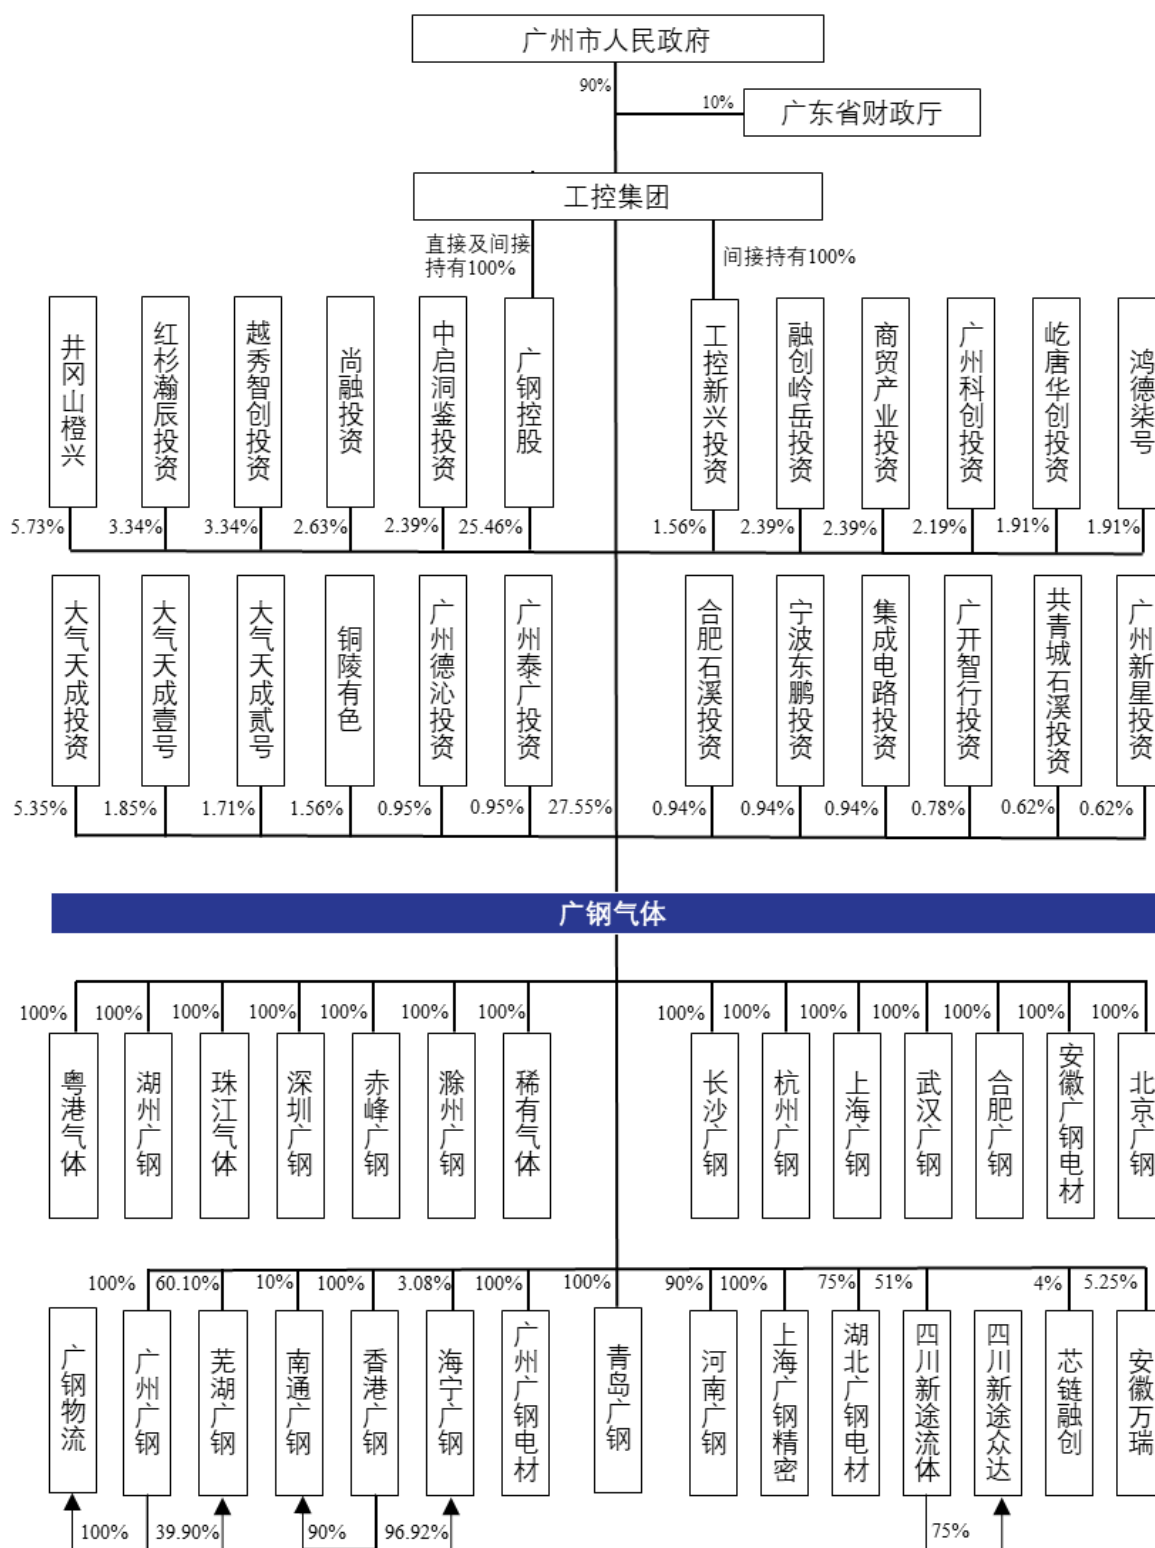 广州市人民政府
90%
10%
广东省财政厅
工控集团
直接及间接
持有100%
间接持有100%
井冈山橙兴
红杉瀚辰投资
越秀智创投资
尚融投资
中启洞鉴投资
广钢控股
工控新兴投资
融创岭岳投资
商贸产业投资
广州科创投资
屹唐华创投资
鸿德柒号
5.73%
3.34%
3.34%
2.63%
2.39%
25.46%
1.56%
2.39%
2.39%
2.19%
1.91%
1.91%
大气天成投资
大气天成壹号
大气天成贰号
铜陵有色
广州德沁投资
广州泰广投资
合肥石溪投资
宁波东鹏投资
集成电路投资
广开智行投资
共青城石溪投资
广州新星投资
5.35%
1.85%
1.71%
1.56%
0.95%
0.95%
27.55%
0.94%
0.94%
0.94%
0.78%
0.62%
0.62%
广钢气体
100%
100%
100%
100%
100%
100%
100%
100%
100%
100%
100%
100%
100%
100%
粤港气体
湖州广钢
珠江气体
深圳广钢
赤峰广钢
滁州广钢
稀有气体
长沙广钢
杭州广钢
上海广钢
武汉广钢
合肥广钢
安徽广钢电材
北京广钢
100%
60.10%
10%
100%
3.08%
100%
100%
90%
100%
75%
51%
4%
5.25%
广钢物流
广州广钢
芜湖广钢
南通广钢
香港广钢
海宁广钢
广州广钢电材
青岛广钢
河南广钢
上海广钢精密
湖北广钢电材
四川新途流体
四川新途众达
芯链融创
安徽万瑞
100%
39.90%
90%
96.92%
75%